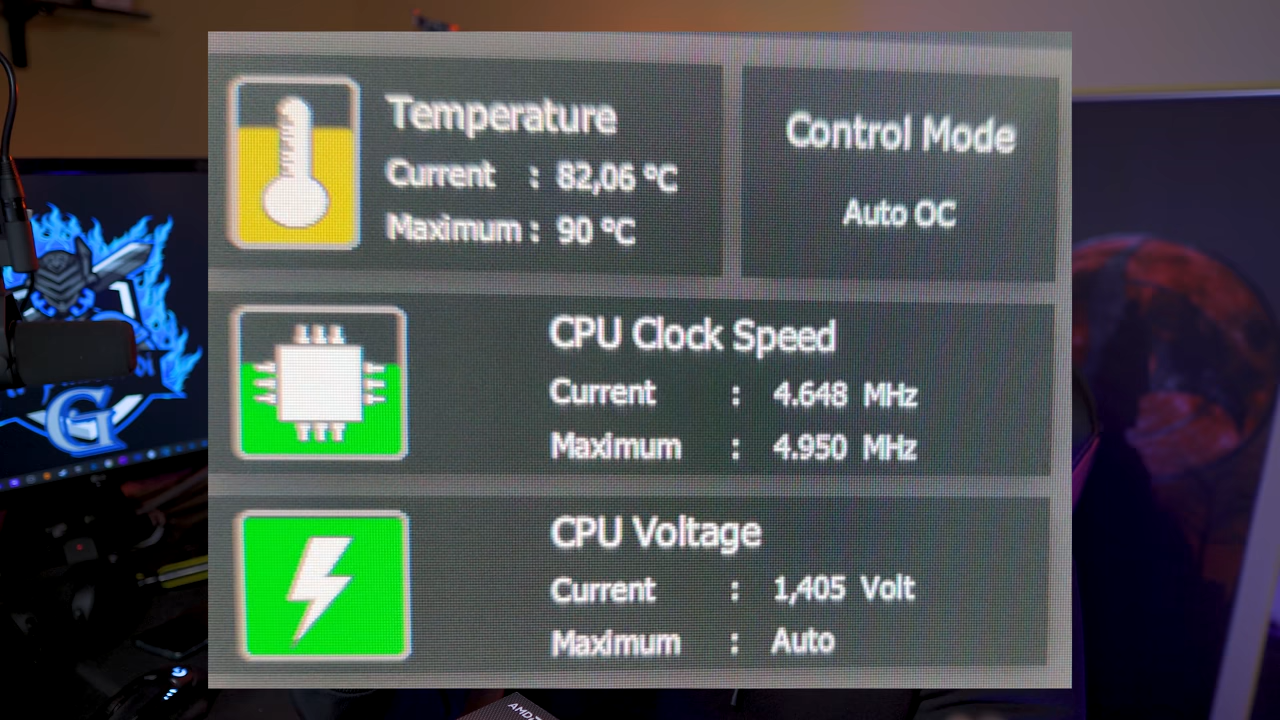 Temperature
Current : 82,06 °C
Maximum : 90 °C
Control Mode
Auto OC
CPU Clock Speed
Current : 4.648 MHz
Maximum : 4.950 MHz
CPU Voltage
Current : 1,405 Volt
Maximum : Auto
G
AMD